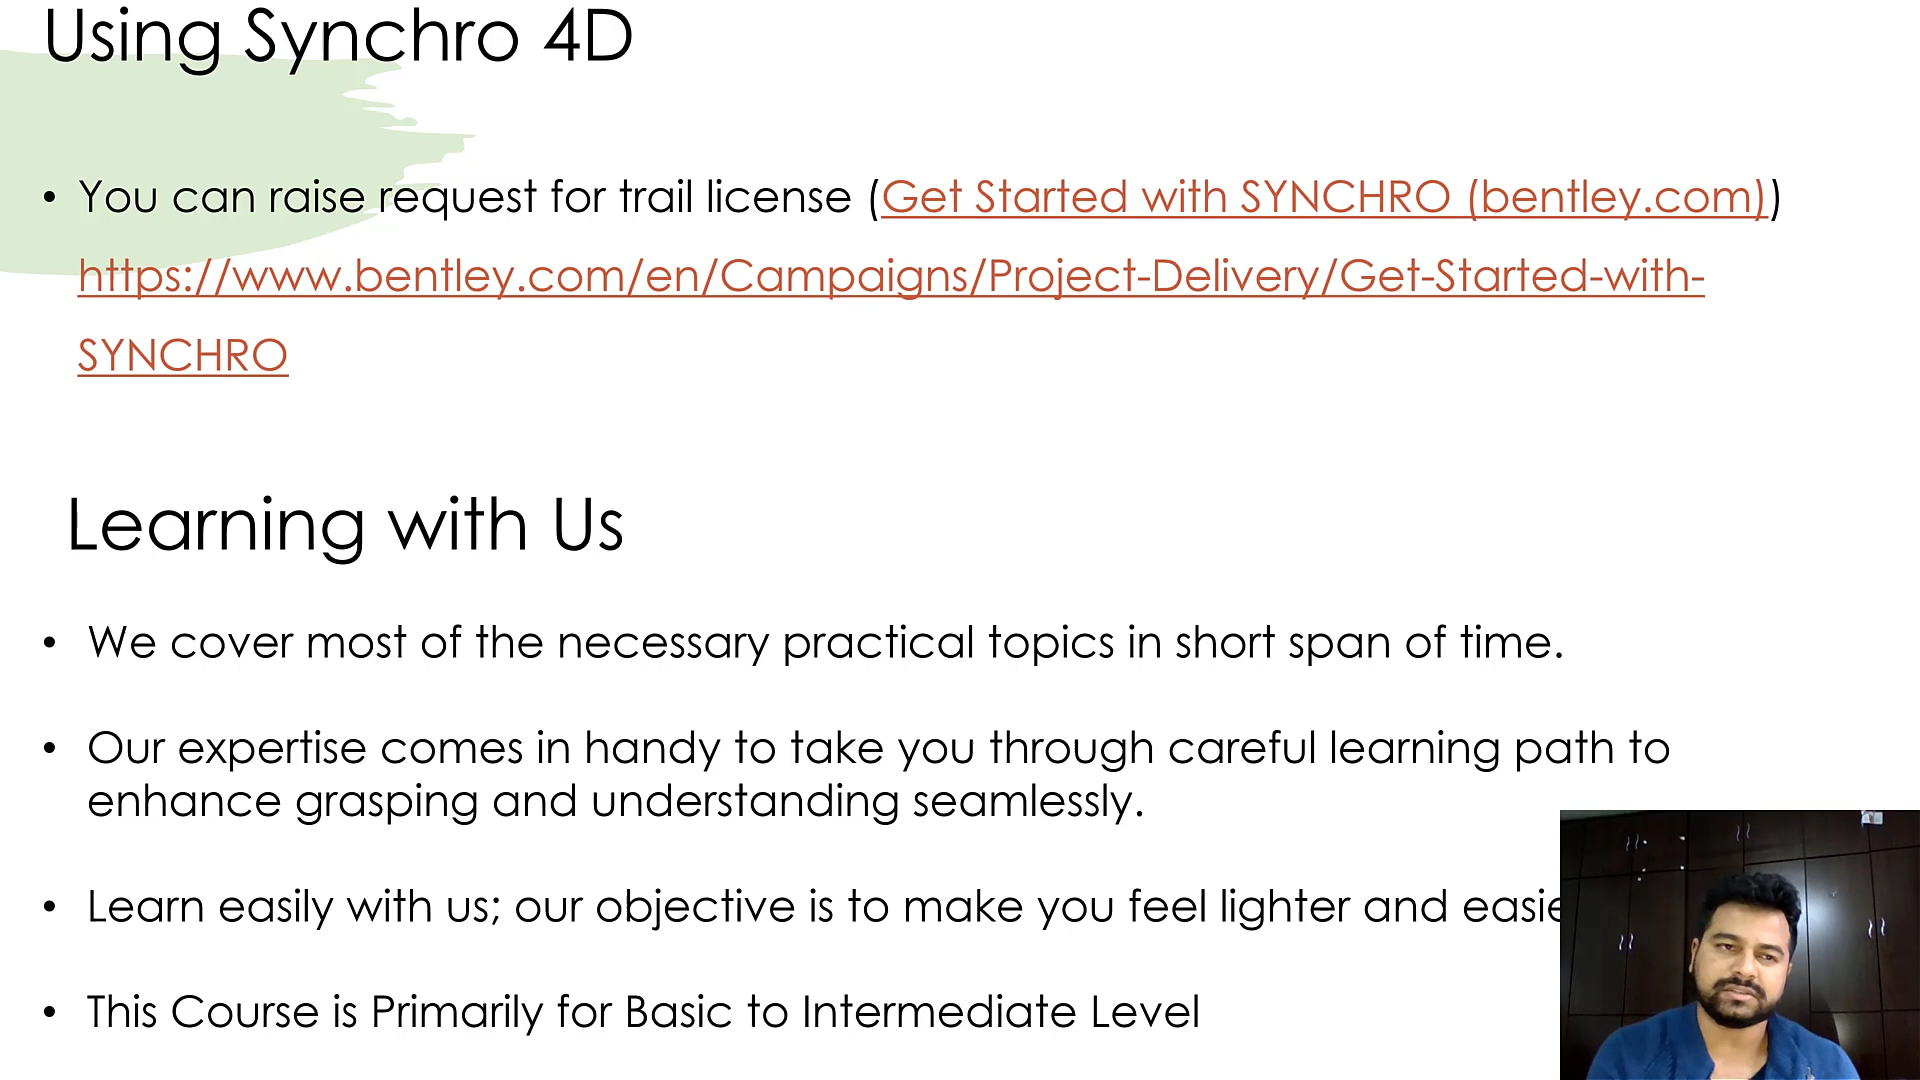 Using Synchro 4D
• You can raise request for trail license (Get Started with SYNCHRO (bentley.com))
https://www.bentley.com/en/Campaigns/Project-Delivery/Get-Started-with-
SYNCHRO
Learning with Us
• We cover most of the necessary practical topics in short span of time.
• Our expertise comes in handy to take you through careful learning path to
enhance grasping and understanding seamlessly.
• Learn easily with us; our objective is to make you feel lighter and
• This Course is Primarily for Basic to Intermediate Level